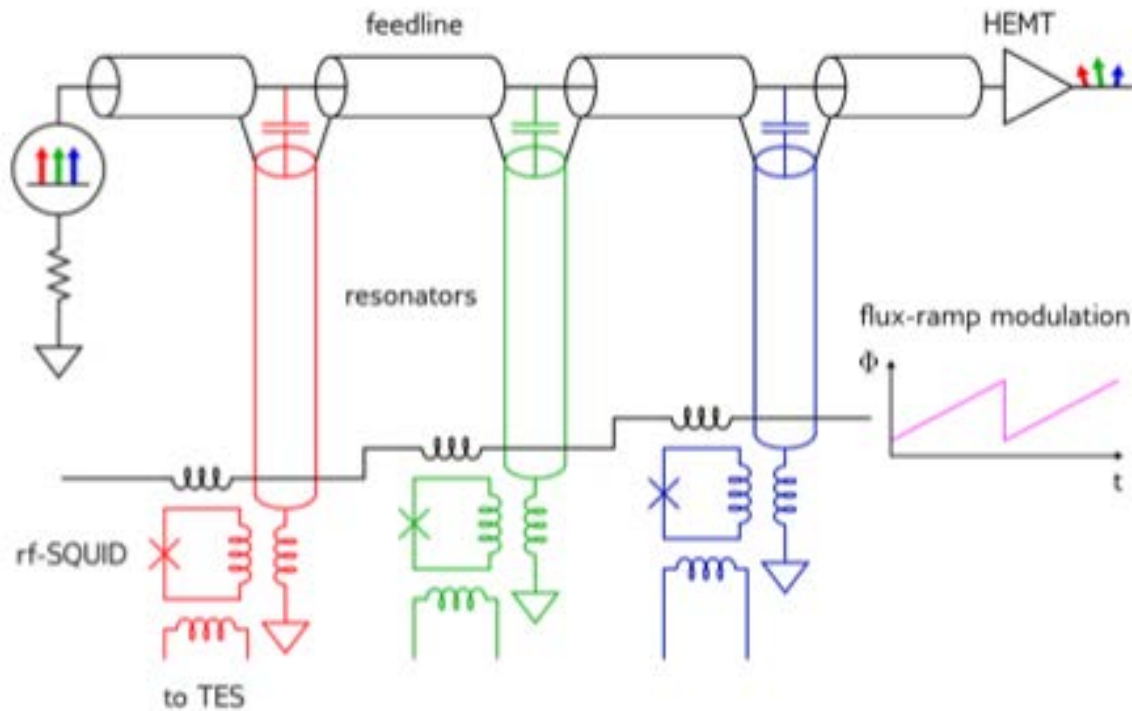 feedline
HEMT
resonators
flux-ramp modulation
Φ
t
rf-SQUID
to TES